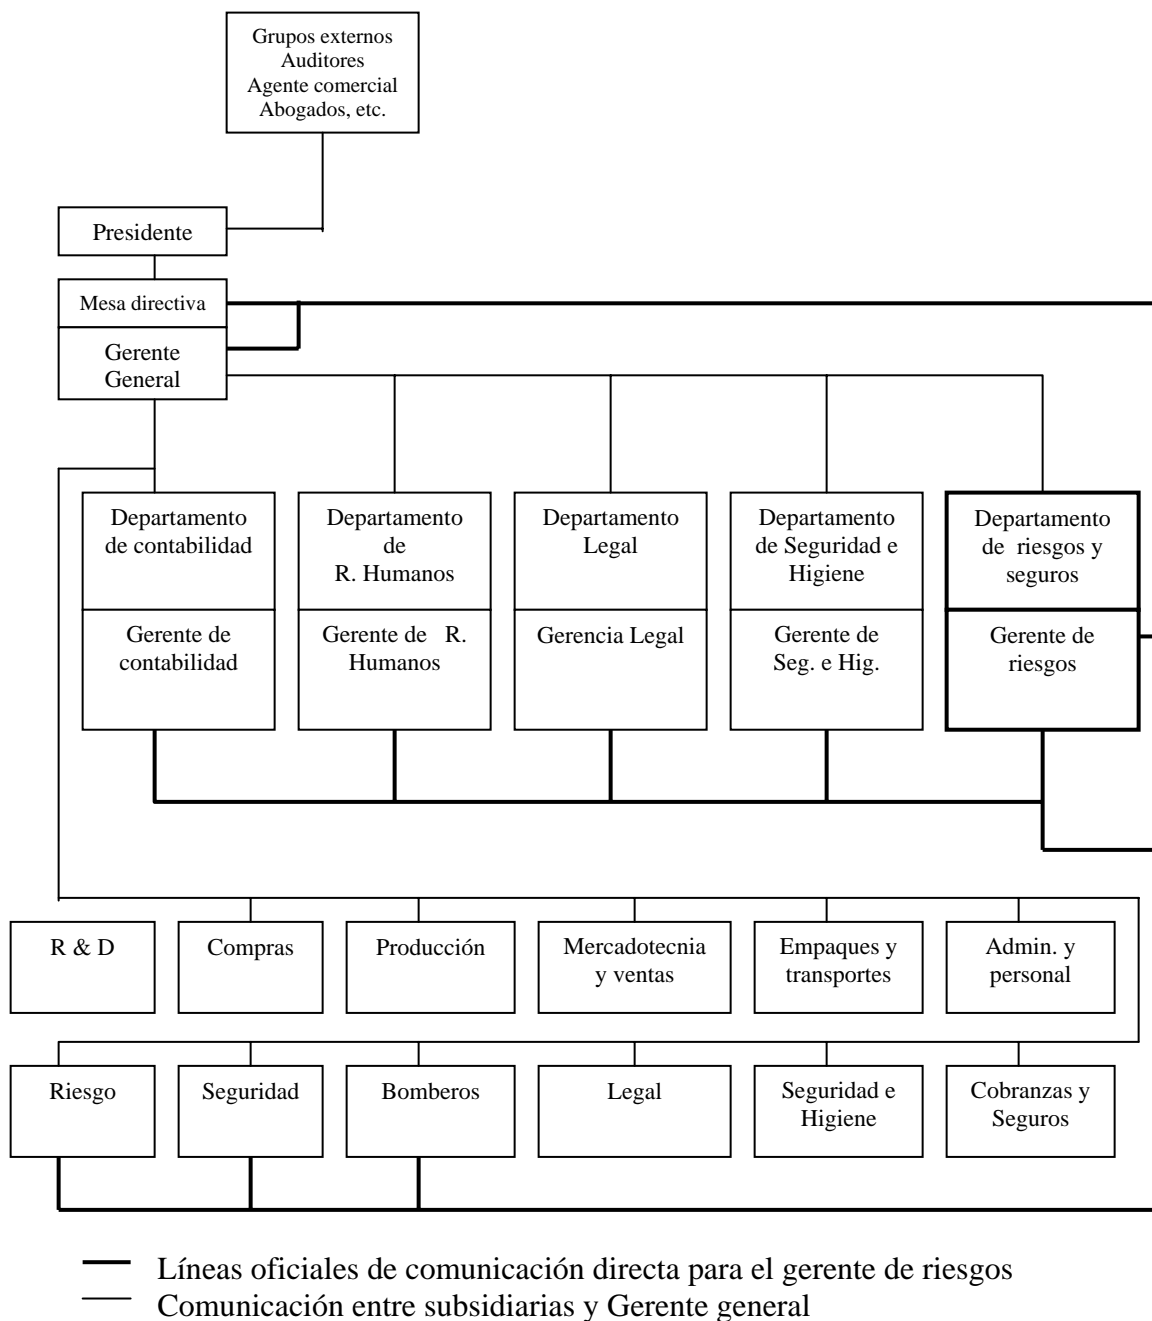 Grupos externos
Auditores
Agente comercial
Abogados, etc.
Presidente
Mesa directiva
Gerente
General
Departamento
de contabilidad
Gerente de
contabilidad
Departamento
de
R. Humanos
Gerente de R.
Humanos
Departamento
Legal
Gerencia Legal
Departamento
de Seguridad e
Higiene
Gerente de
Seg. e Hig.
Departamento
de riesgos y
seguros
Gerente de
riesgos
R & D
Compras
Producción
Mercadotecnia
y ventas
Empaques y
transportes
Admin. y
personal
Riesgo
Seguridad
Bomberos
Legal
Seguridad e
Higiene
Cobranzas y
Seguros
Líneas oficiales de comunicación directa para el gerente de riesgos
Comunicación entre subsidiarias y Gerente general